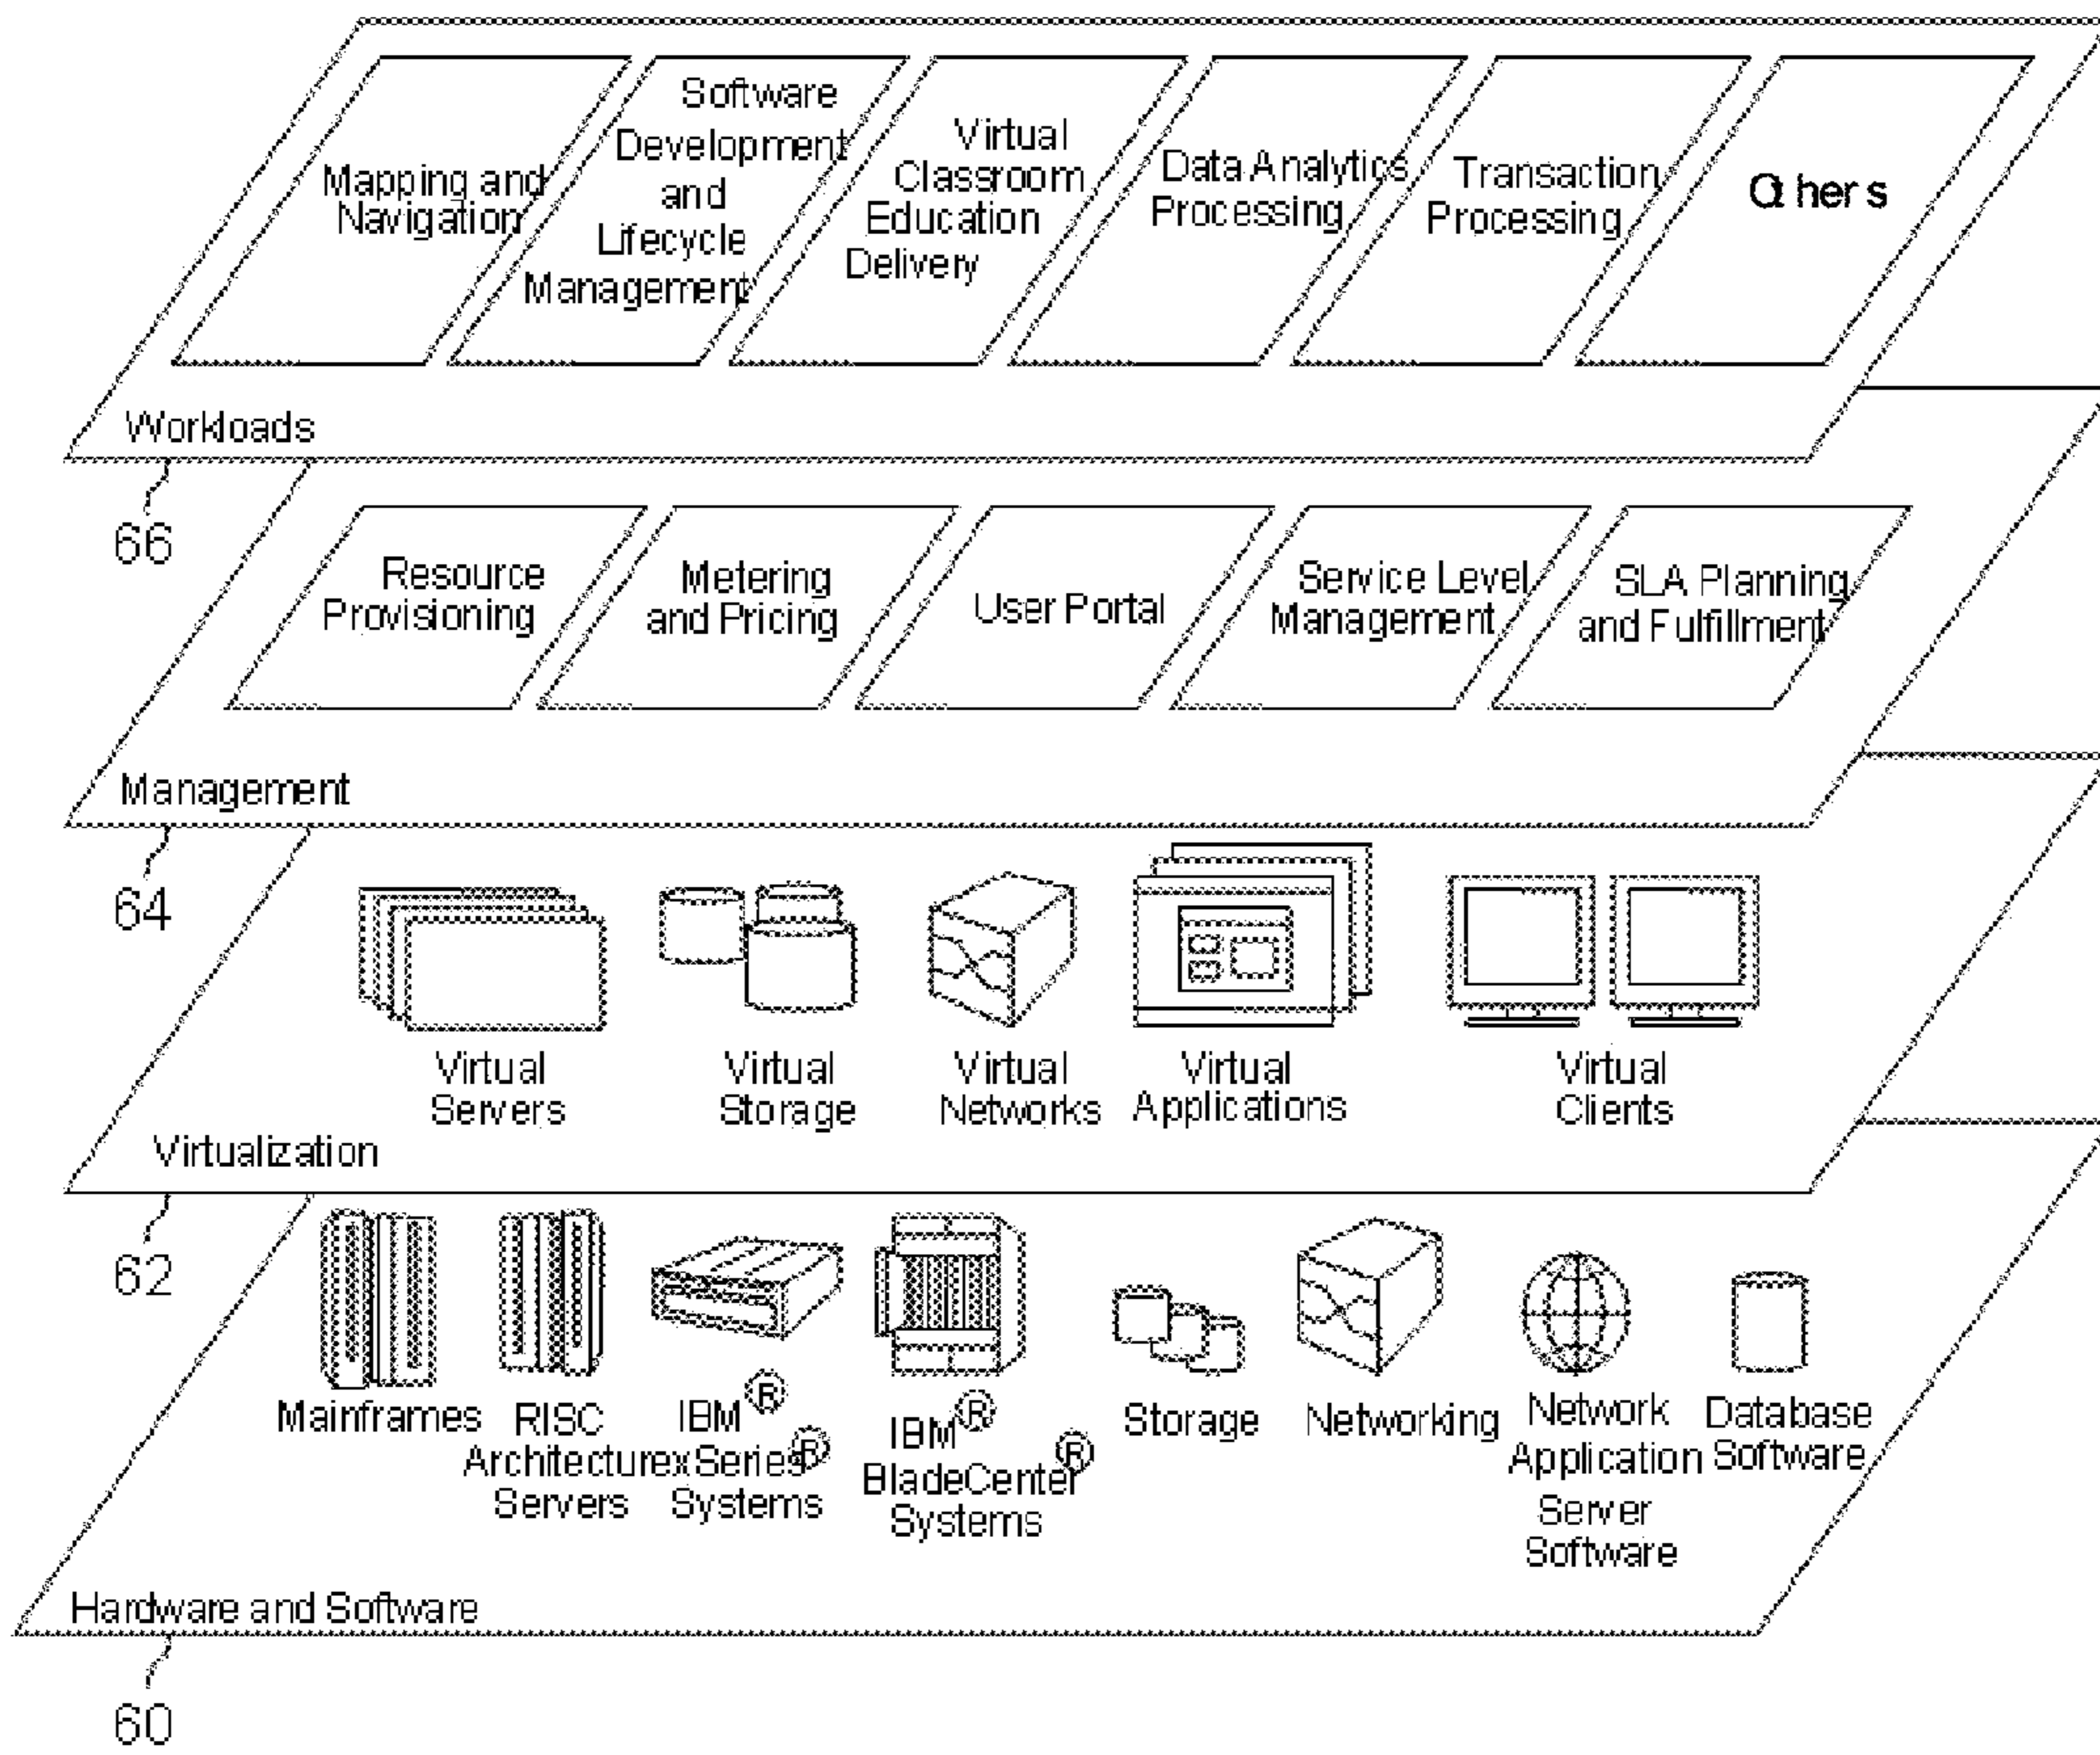 Mapping and
Navigation
Software
Development
and
Lifecycle
Management
Virtual
Classroom
Education
Delivery
Data Analytics
Processing
Transaction
Processing
Others
Workloads
66
Resource
Provisioning
Metering
and Pricing
User Portal
Service Level
Management
SLA Planning
and Fulfillment
Management
64
Virtual
Servers
Virtual
Storage
Virtual
Networks
Virtual
Applications
Virtual
Clients
Virtualization
62
Mainframes
RISC
Architecture
Servers
IBM®
xSeries®
Systems
IBM®
BladeCenter®
Systems
Storage
Networking
Network
Application
Server
Software
Database
Software
Hardware and Software
60